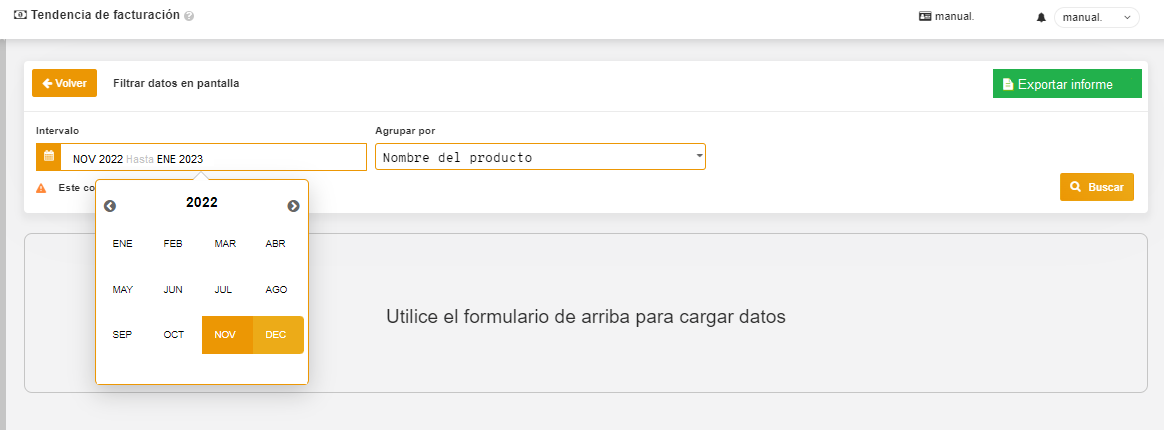 Tendencia de facturación
manual.
manual.
Volver
Filtrar datos en pantalla
Exportar informe
Intervalo
Agrupar por
NOV 2022 Hasta ENE 2023
Nombre del producto
Este co
Buscar
2022
ENE FEB MAR ABR
MAY JUN JUL AGO
SEP OCT NOV DEC
Utilice el formulario de arriba para cargar datos